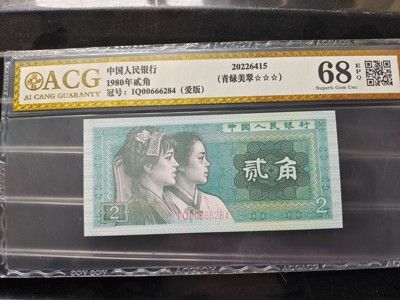 ACG
AI CANG GUARANTY
中国人民银行
1980年贰角
冠号：IQ00666284（爱版）
20226415
（青绿美翠☆☆☆）
68 EPQ
Superb Gem Unc
中国人民银行
贰角
2
IQ00666284
2